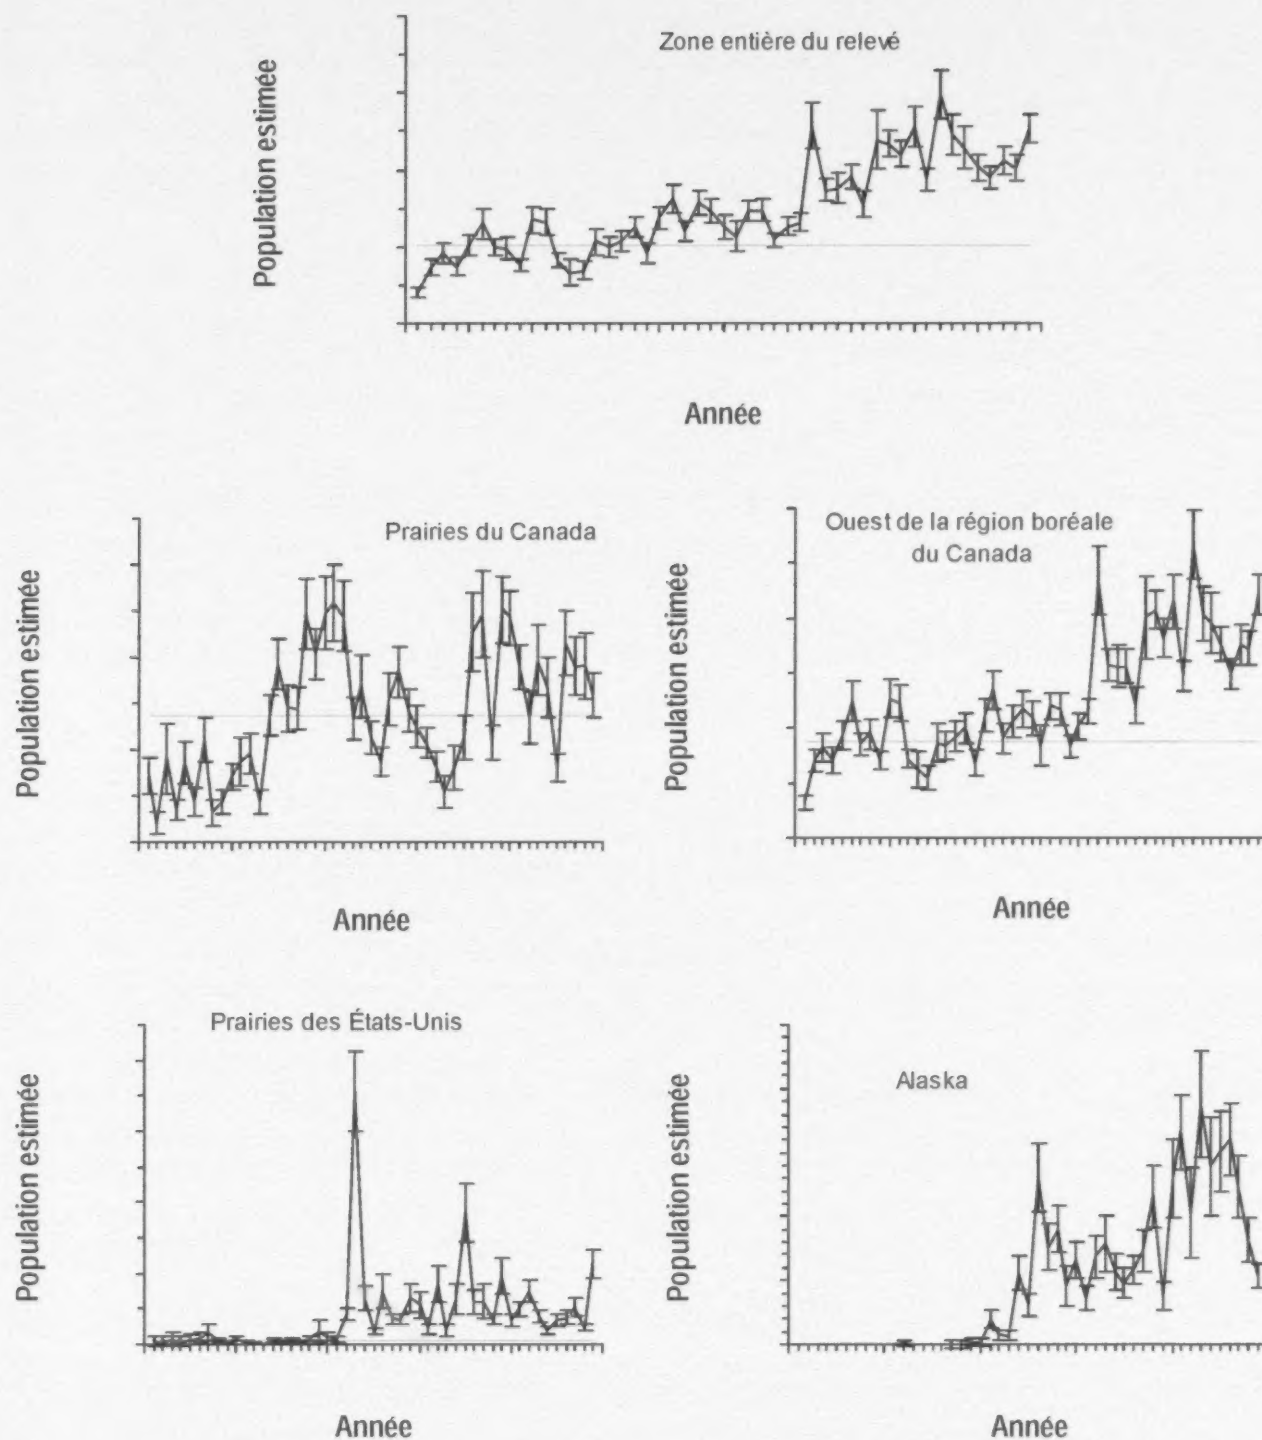 Zone entière du relevé
Population estimée
Année
Prairies du Canada
Population estimée
Année
Ouest de la région boréale
du Canada
Population estimée
Année
Prairies des États-Unis
Population estimée
Année
Alaska
Population estimée
Année